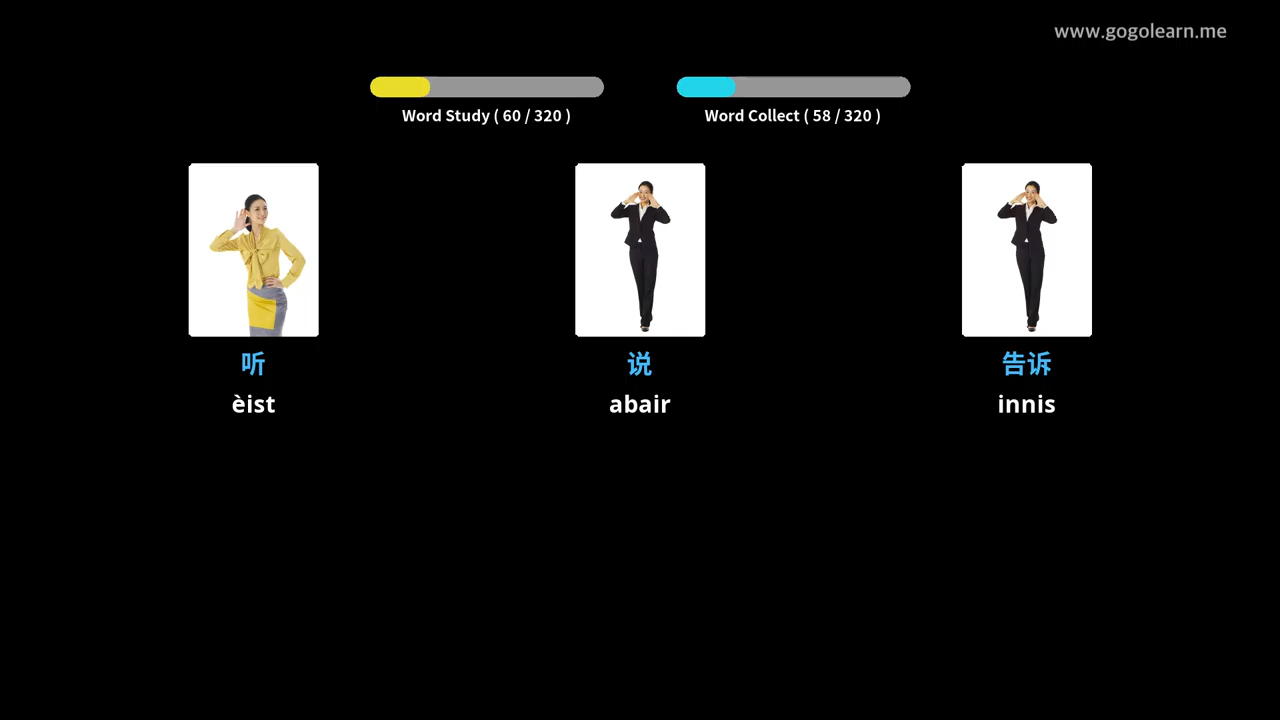 www.gogolearn.me
Word Study ( 60 / 320 )
Word Collect ( 58 / 320 )
听
说
告诉
èist
abair
innis